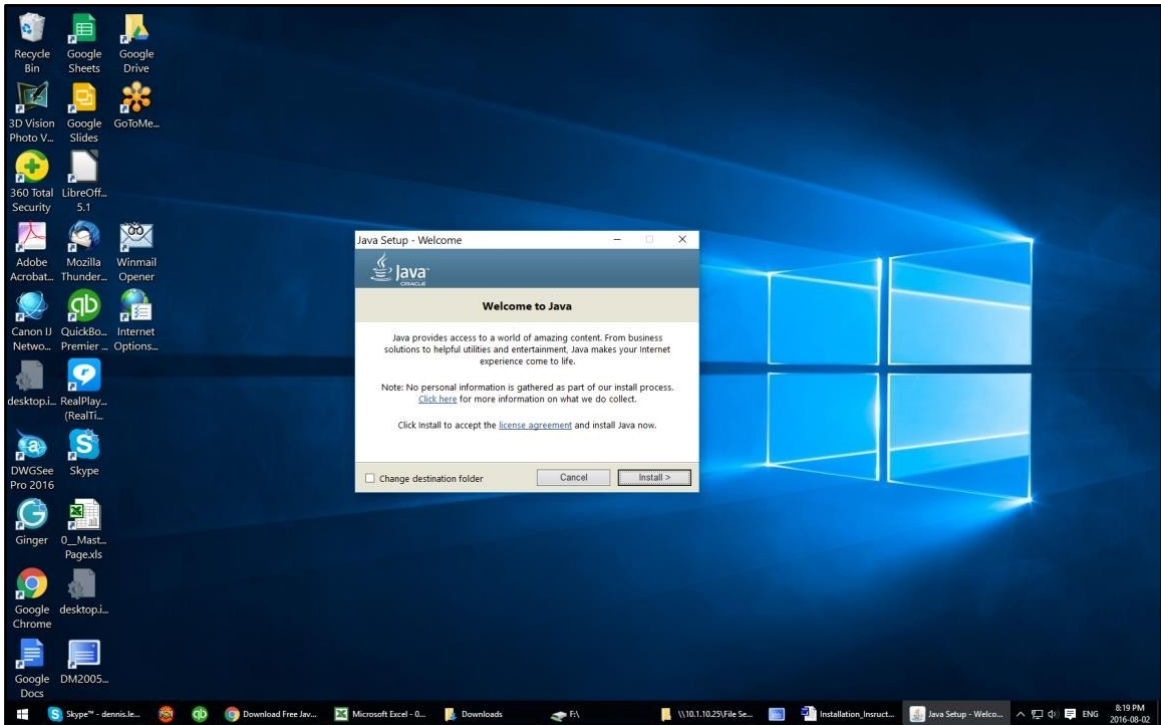 Recycle
Bin
Google
Sheets
Google
Drive
3D Vision
Photo V...
Google
Slides
GoToMe...
360 Total
Security
LibreOff...
5.1
Adobe
Acrobat...
Mozilla
Thunder...
Winmail
Opener
Canon IJ
Netwo...
QuickBo...
Premier ...
Internet
Options...
desktop.i...
RealPlay...
(RealTi...
DWGSee
Pro 2016
Skype
Ginger
0__Mast...
Page.xls
Google
Chrome
desktop.i...
Google
Docs
DM2005...
Java Setup - Welcome
Java
ORACLE
Welcome to Java
Java provides access to a world of amazing content. From business
solutions to helpful utilities and entertainment, Java makes your Internet
experience come to life.
Note: No personal information is gathered as part of our install process.
Click here for more information on what we do collect.
Click Install to accept the license agreement and install Java now.
Change destination folder
Cancel
Install >
Skype™ - dennis.le...
Download Free Jav...
Microsoft Excel - 0...
Downloads
F:\
\\10.1.10.25\File Se...
Installation_Insruct...
Java Setup - Welco...
ENG
8:19 PM
2016-08-02